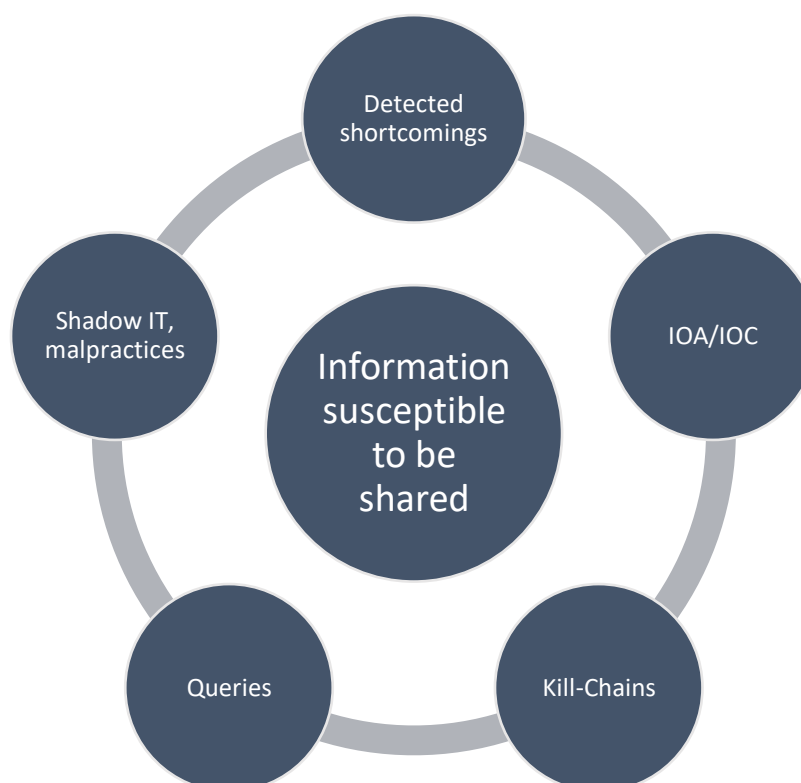 Detected
shortcomings
IOA/IOC
Kill-Chains
Queries
Shadow IT,
malpractices
Information
susceptible
to be
shared